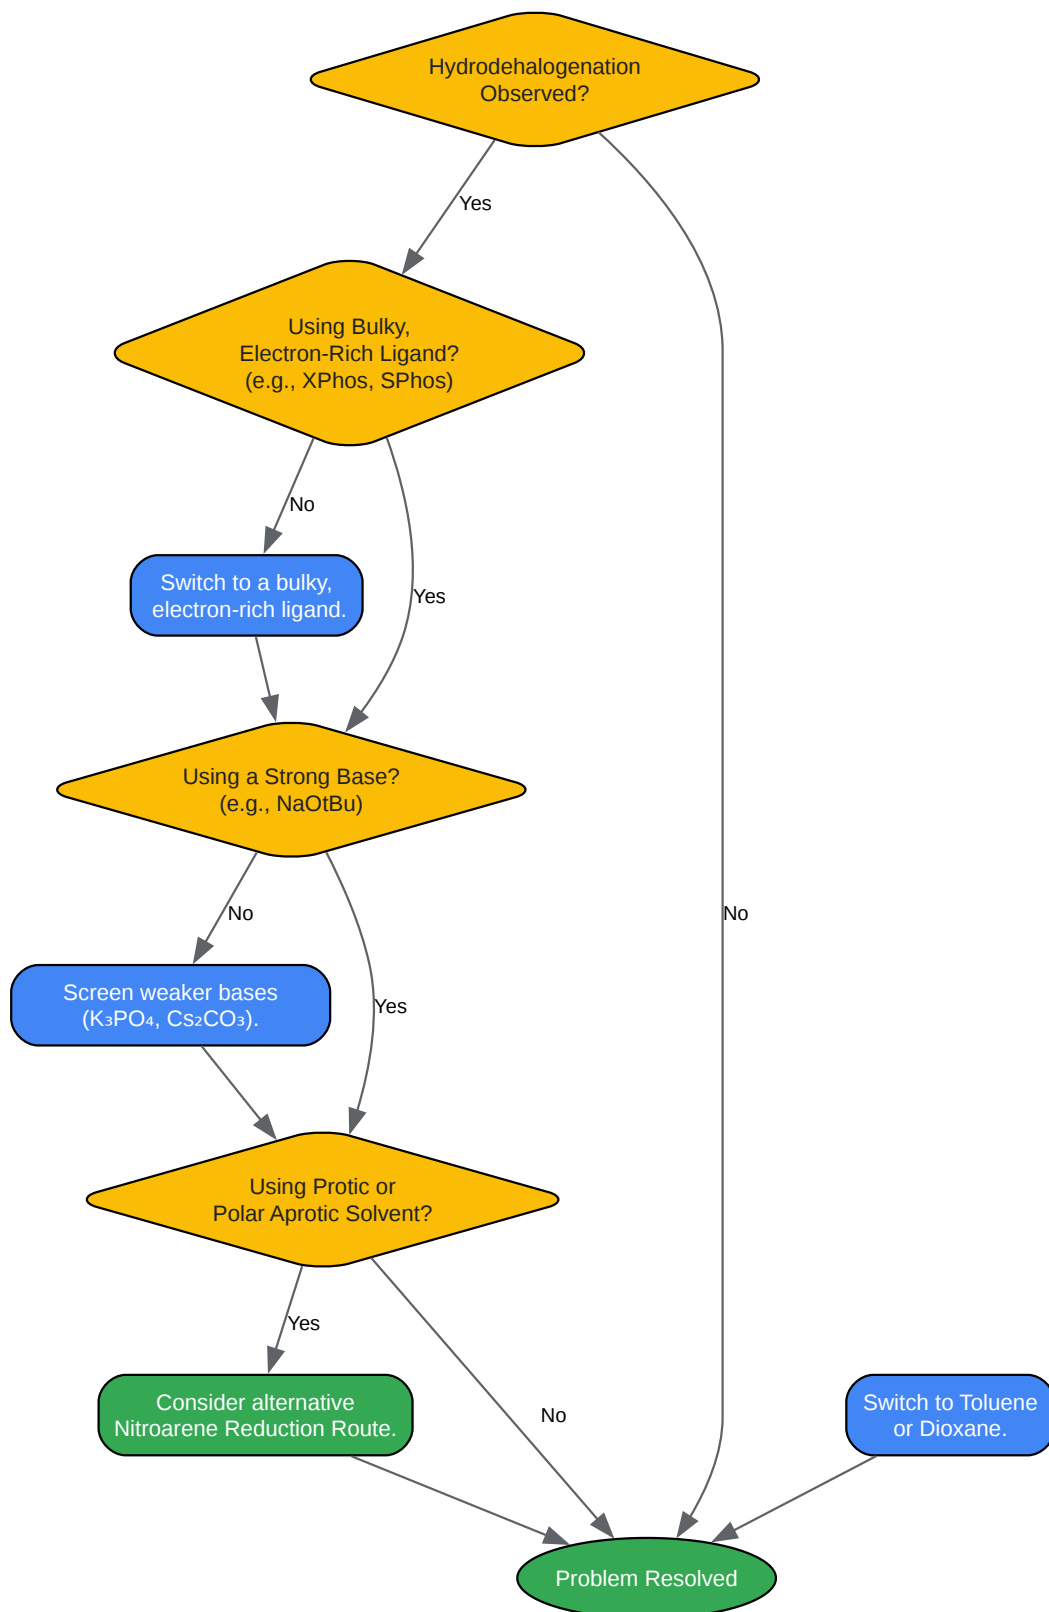 Hydrodehalogenation
Observed?
Yes
Using Bulky,
Electron-Rich Ligand?
(e.g., XPhos, SPhos)
No
Switch to a bulky,
electron-rich ligand.
Yes
Using a Strong Base?
(e.g., NaOtBu)
No
No
Screen weaker bases
(K₃PO₄, Cs₂CO₃).
Yes
Using Protic or
Polar Aprotic Solvent?
Yes
Consider alternative
Nitroarene Reduction Route.
No
Switch to Toluene
or Dioxane.
Problem Resolved